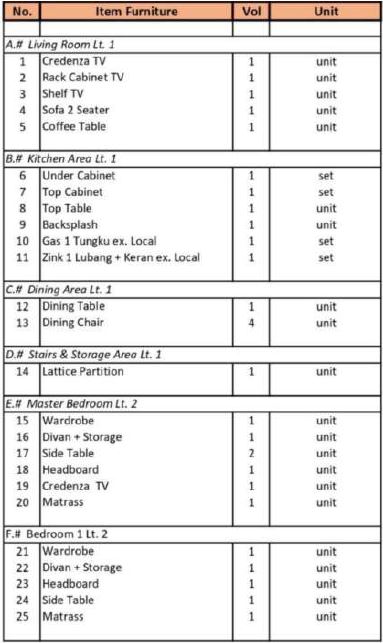 No. Item Furniture Vol Unit
A.# Living Room Lt. 1
1 Credenza TV 1 unit
2 Rack Cabinet TV 1 unit
3 Shelf TV 1 unit
4 Sofa 2 Seater 1 unit
5 Coffee Table 1 unit
B.# Kitchen Area Lt. 1
6 Under Cabinet 1 set
7 Top Cabinet 1 set
8 Top Table 1 unit
9 Backsplash 1 unit
10 Gas 1 Tungku ex. Local 1 set
11 Zink 1 Lubang + Keran ex. Local 1 set
C.# Dining Area Lt. 1
12 Dining Table 1 unit
13 Dining Chair 4 unit
D.# Stairs & Storage Area Lt. 1
14 Lattice Partition 1 unit
E.# Master Bedroom Lt. 2
15 Wardrobe 1 unit
16 Divan + Storage 1 unit
17 Side Table 2 unit
18 Headboard 1 unit
19 Credenza TV 1 unit
20 Matrass 1 unit
F.# Bedroom 1 Lt. 2
21 Wardrobe 1 unit
22 Divan + Storage 1 unit
23 Headboard 1 unit
24 Side Table 1 unit
25 Matrass 1 unit